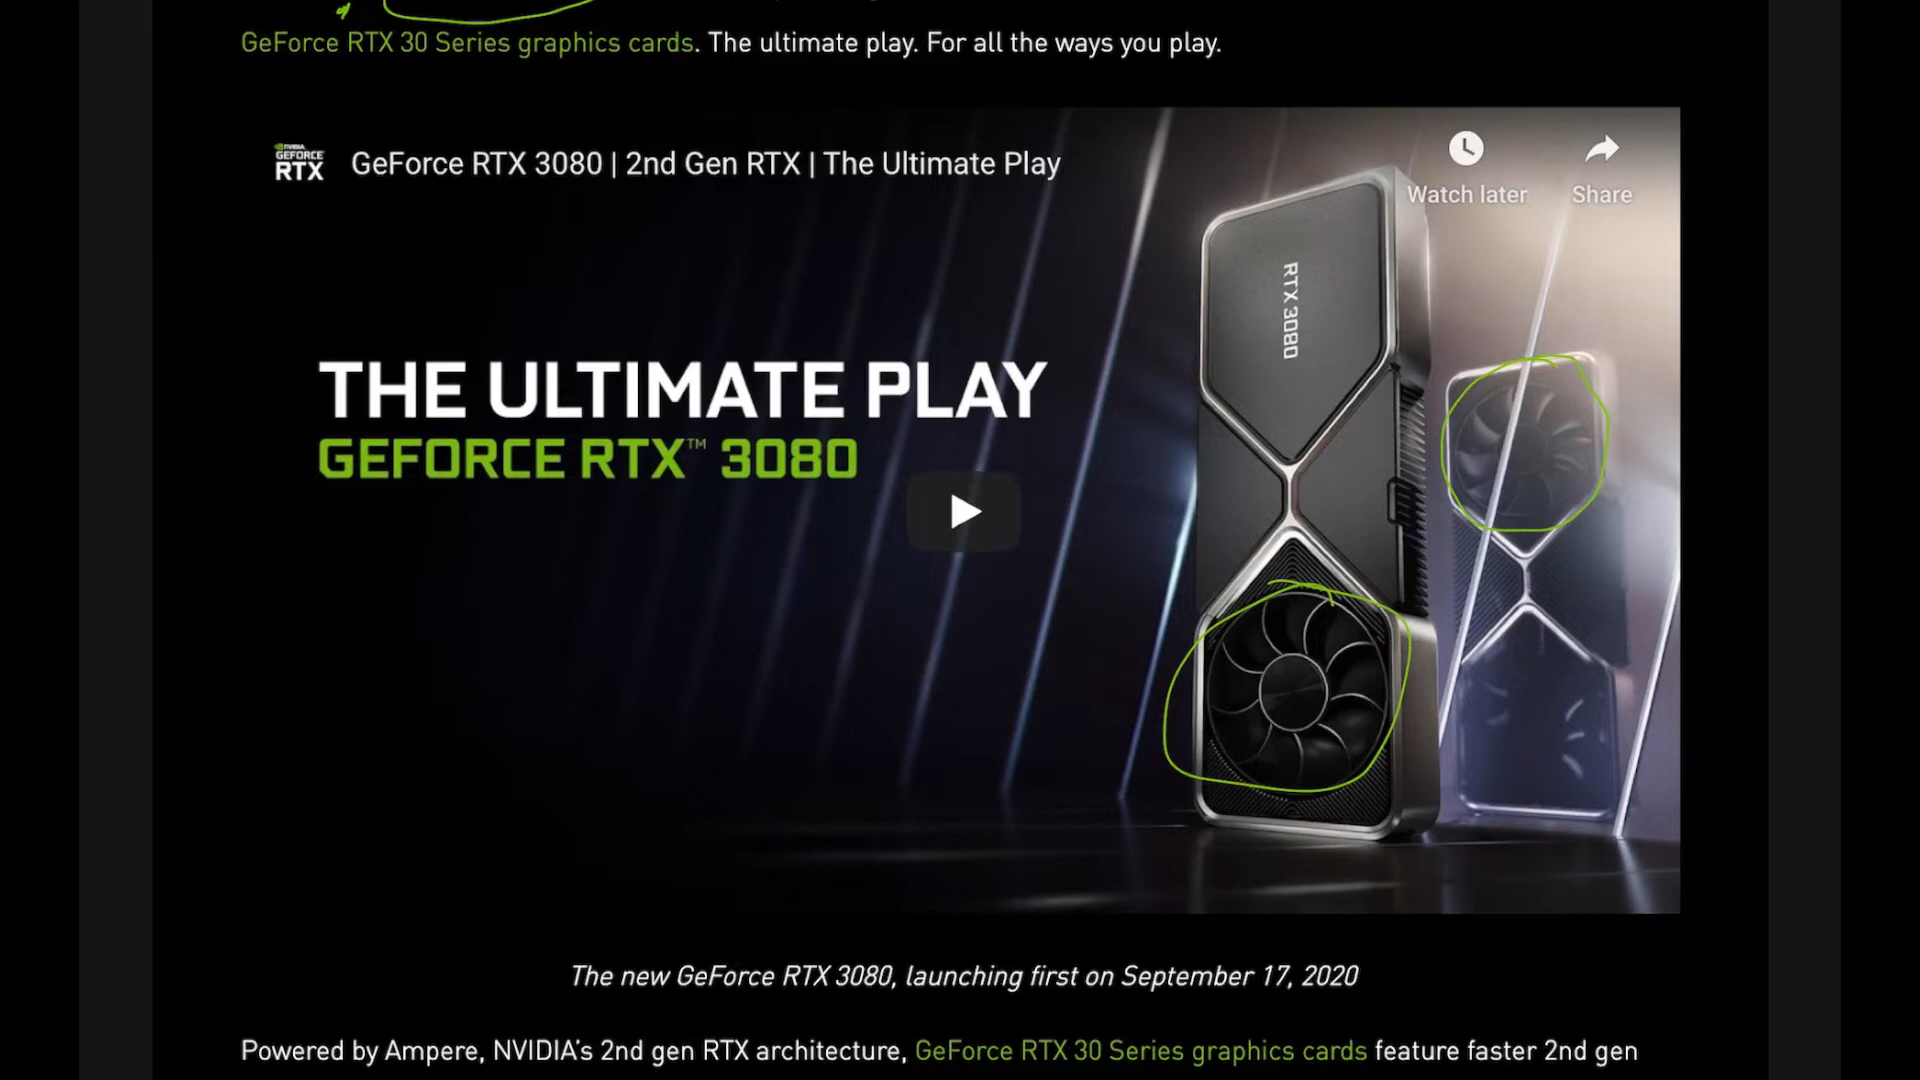 GeForce RTX 30 Series graphics cards. The ultimate play. For all the ways you play.
NVIDIA.
GEFORCE
RTX
GeForce RTX 3080 | 2nd Gen RTX | The Ultimate Play
Watch later
Share
RTX 3080
THE ULTIMATE PLAY
GEFORCE RTX™ 3080
The new GeForce RTX 3080, launching first on September 17, 2020
Powered by Ampere, NVIDIA's 2nd gen RTX architecture, GeForce RTX 30 Series graphics cards feature faster 2nd gen